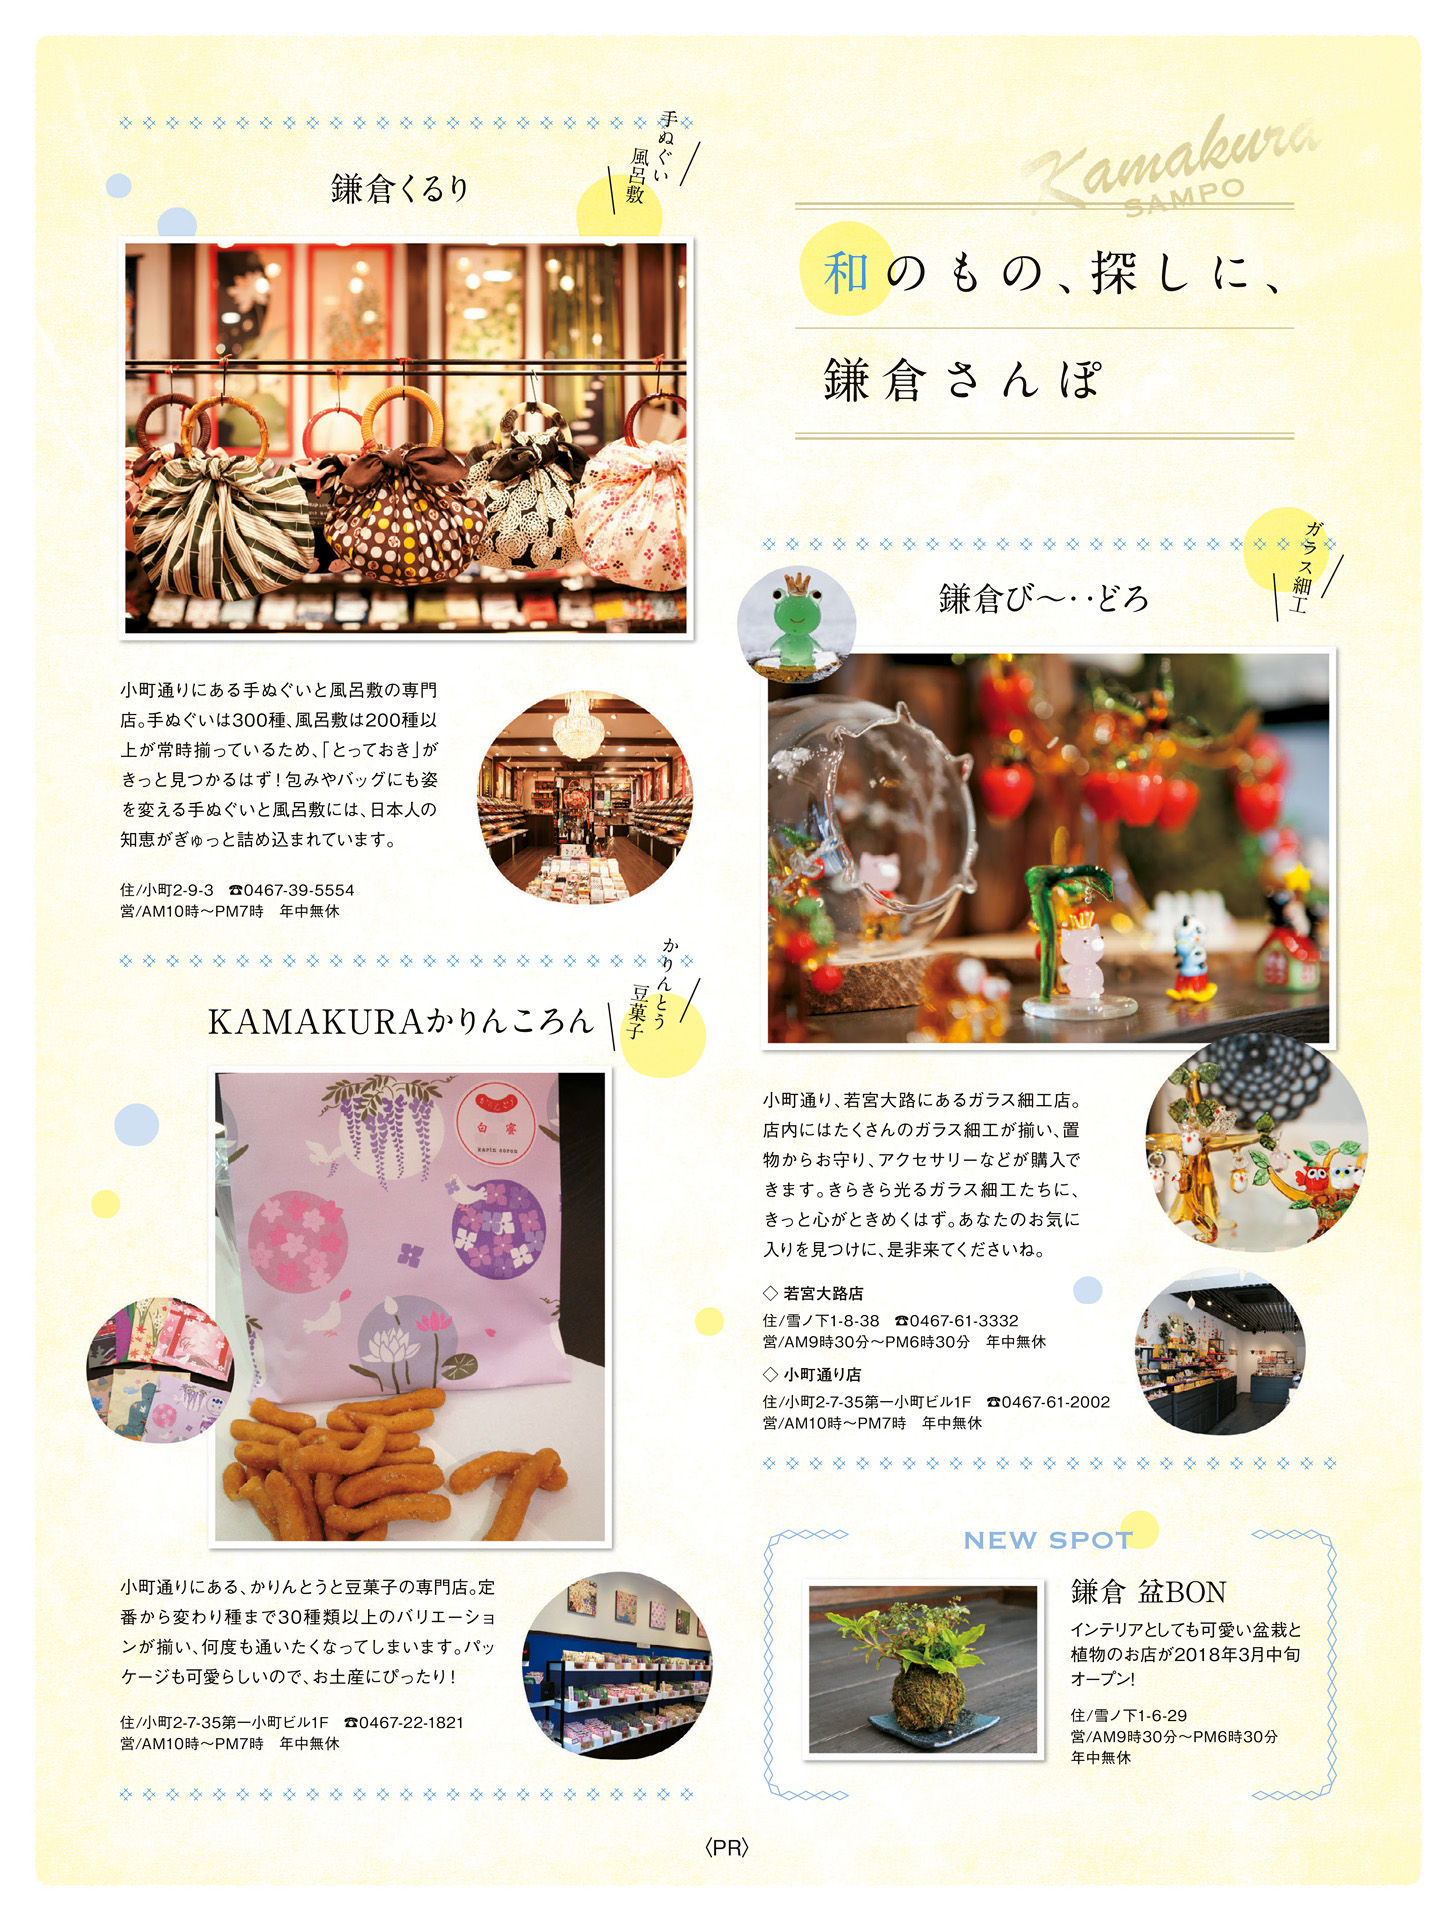 Kamakura
SAMPO
和のもの、探しに、
鎌倉さんぽ
手ぬぐい
風呂敷
鎌倉くるり
小町通りにある手ぬぐいと風呂敷の専門
店。手ぬぐいは300種、風呂敷は200種以
上が常時揃っているため、「とっておき」が
きっと見つかるはず！包みやバッグにも姿
を変える手ぬぐいと風呂敷には、日本人の
知恵がぎゅっと詰め込まれています。
住/小町2-9-3　☎0467-39-5554
営/AM10時〜PM7時　年中無休
かりんとう
豆菓子
KAMAKURAかりんころん
かりんとう
白蜜
karin coron
小町通りにある、かりんとうと豆菓子の専門店。定
番から変わり種まで30種類以上のバリエーショ
ンが揃い、何度も通いたくなってしまいます。パッ
ケージも可愛らしいので、お土産にぴったり！
住/小町2-7-35第一小町ビル1F　☎0467-22-1821
営/AM10時〜PM7時　年中無休
ガラス細工
鎌倉び〜‥どろ
小町通り、若宮大路にあるガラス細工店。
店内にはたくさんのガラス細工が揃い、置
物からお守り、アクセサリーなどが購入で
きます。きらきら光るガラス細工たちに、
きっと心がときめくはず。あなたのお気に
入りを見つけに、是非来てくださいね。
◇ 若宮大路店
住/雪ノ下1-8-38　☎0467-61-3332
営/AM9時30分〜PM6時30分　年中無休
◇ 小町通り店
住/小町2-7-35第一小町ビル1F　☎0467-61-2002
営/AM10時〜PM7時　年中無休
NEW SPOT
鎌倉 盆BON
インテリアとしても可愛い盆栽と
植物のお店が2018年3月中旬
オープン！
住/雪ノ下1-6-29
営/AM9時30分〜PM6時30分
年中無休
〈PR〉